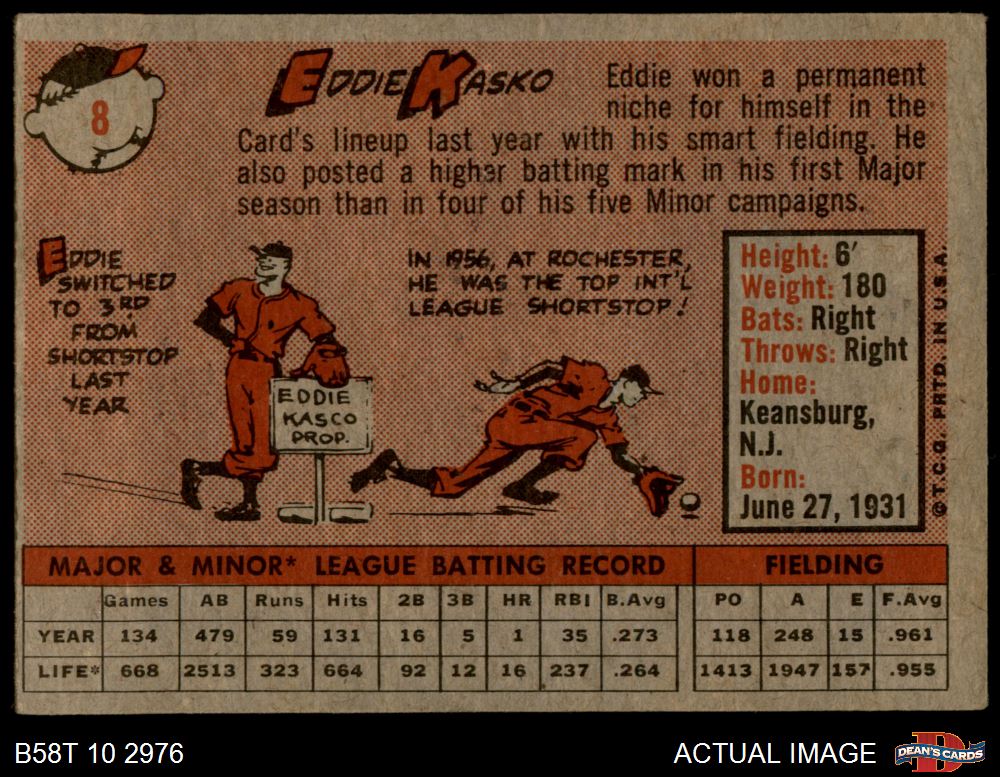 8
EDDIE KASKO
Eddie won a permanent
niche for himself in the
Card's lineup last year with his smart fielding. He
also posted a higher batting mark in his first Major
season than in four of his five Minor campaigns.
EDDIE
SWITCHED
TO 3RD
FROM
SHORTSTOP
LAST
YEAR
EDDIE
KASCO
PROP.
IN 1956, AT ROCHESTER,
HE WAS THE TOP INT'L
LEAGUE SHORTSTOP!
Height: 6'
Weight: 180
Bats: Right
Throws: Right
Home:
Keansburg,
N.J.
Born:
June 27, 1931
© T.C.G. PRTD. IN U.S.A.
MAJOR & MINOR* LEAGUE BATTING RECORD FIELDING
Games AB Runs Hits 2B 3B HR RBI B.Avg PO A E F.Avg
YEAR 134 479 59 131 16 5 1 35 .273 118 248 15 .961
LIFE* 668 2513 323 664 92 12 16 237 .264 1413 1947 157 .955
B58T 10 2976
ACTUAL IMAGE
DEAN'S CARDS